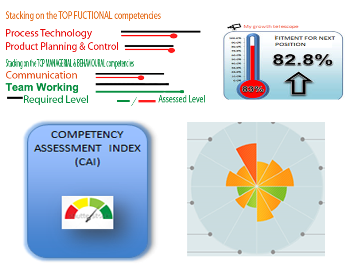 Stacking on the TOP FUCTIONAL competencies
Process Technology
Product Planning & Control
Stacking on the TOP MANAGERIAL & BEHAVIOURAL competencies
Communication
Team Working
Required Level
/ Assessed Level
My growth telescope
FITMENT FOR NEXT
POSITION
82.8%
COMPETENCY
ASSESSMENT INDEX
(CAI)